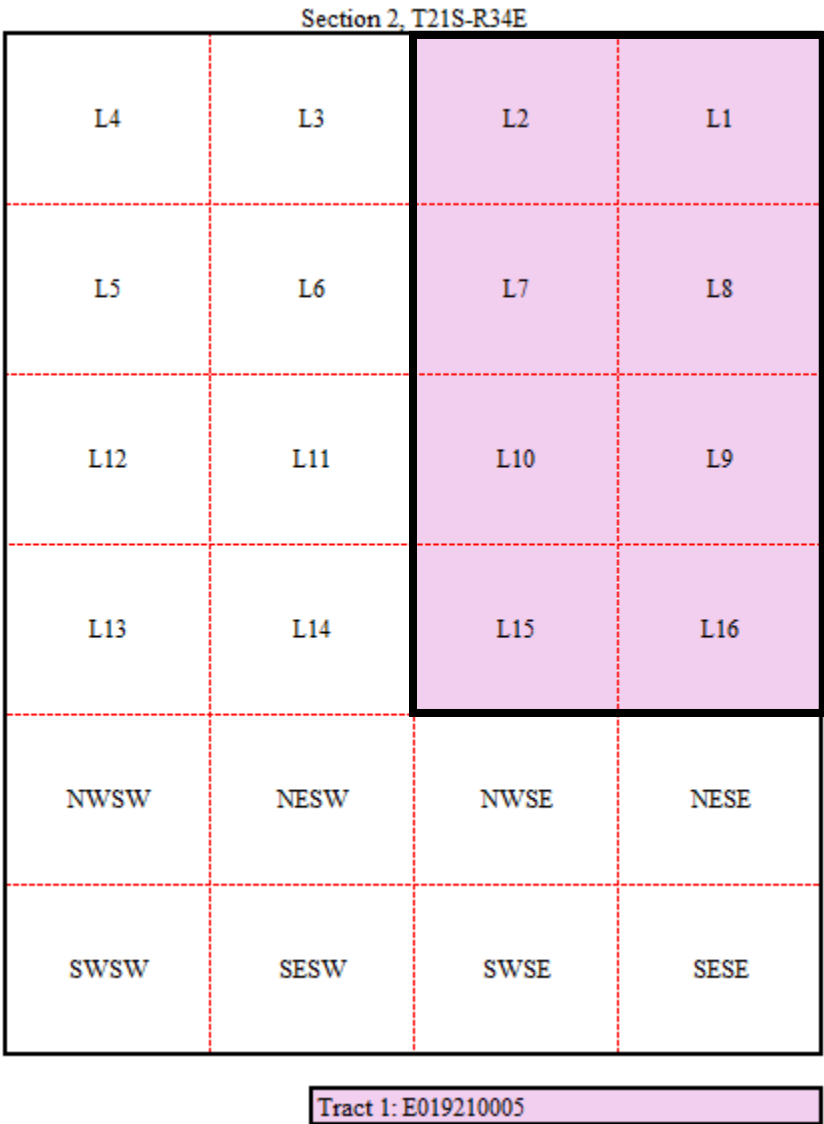 Section 2, T21S-R34E
L4 L3 L2 L1
L5 L6 L7 L8
L12 L11 L10 L9
L13 L14 L15 L16
NWSW NESW NWSE NESE
SWSW SESW SWSE SESE
Tract 1: E019210005